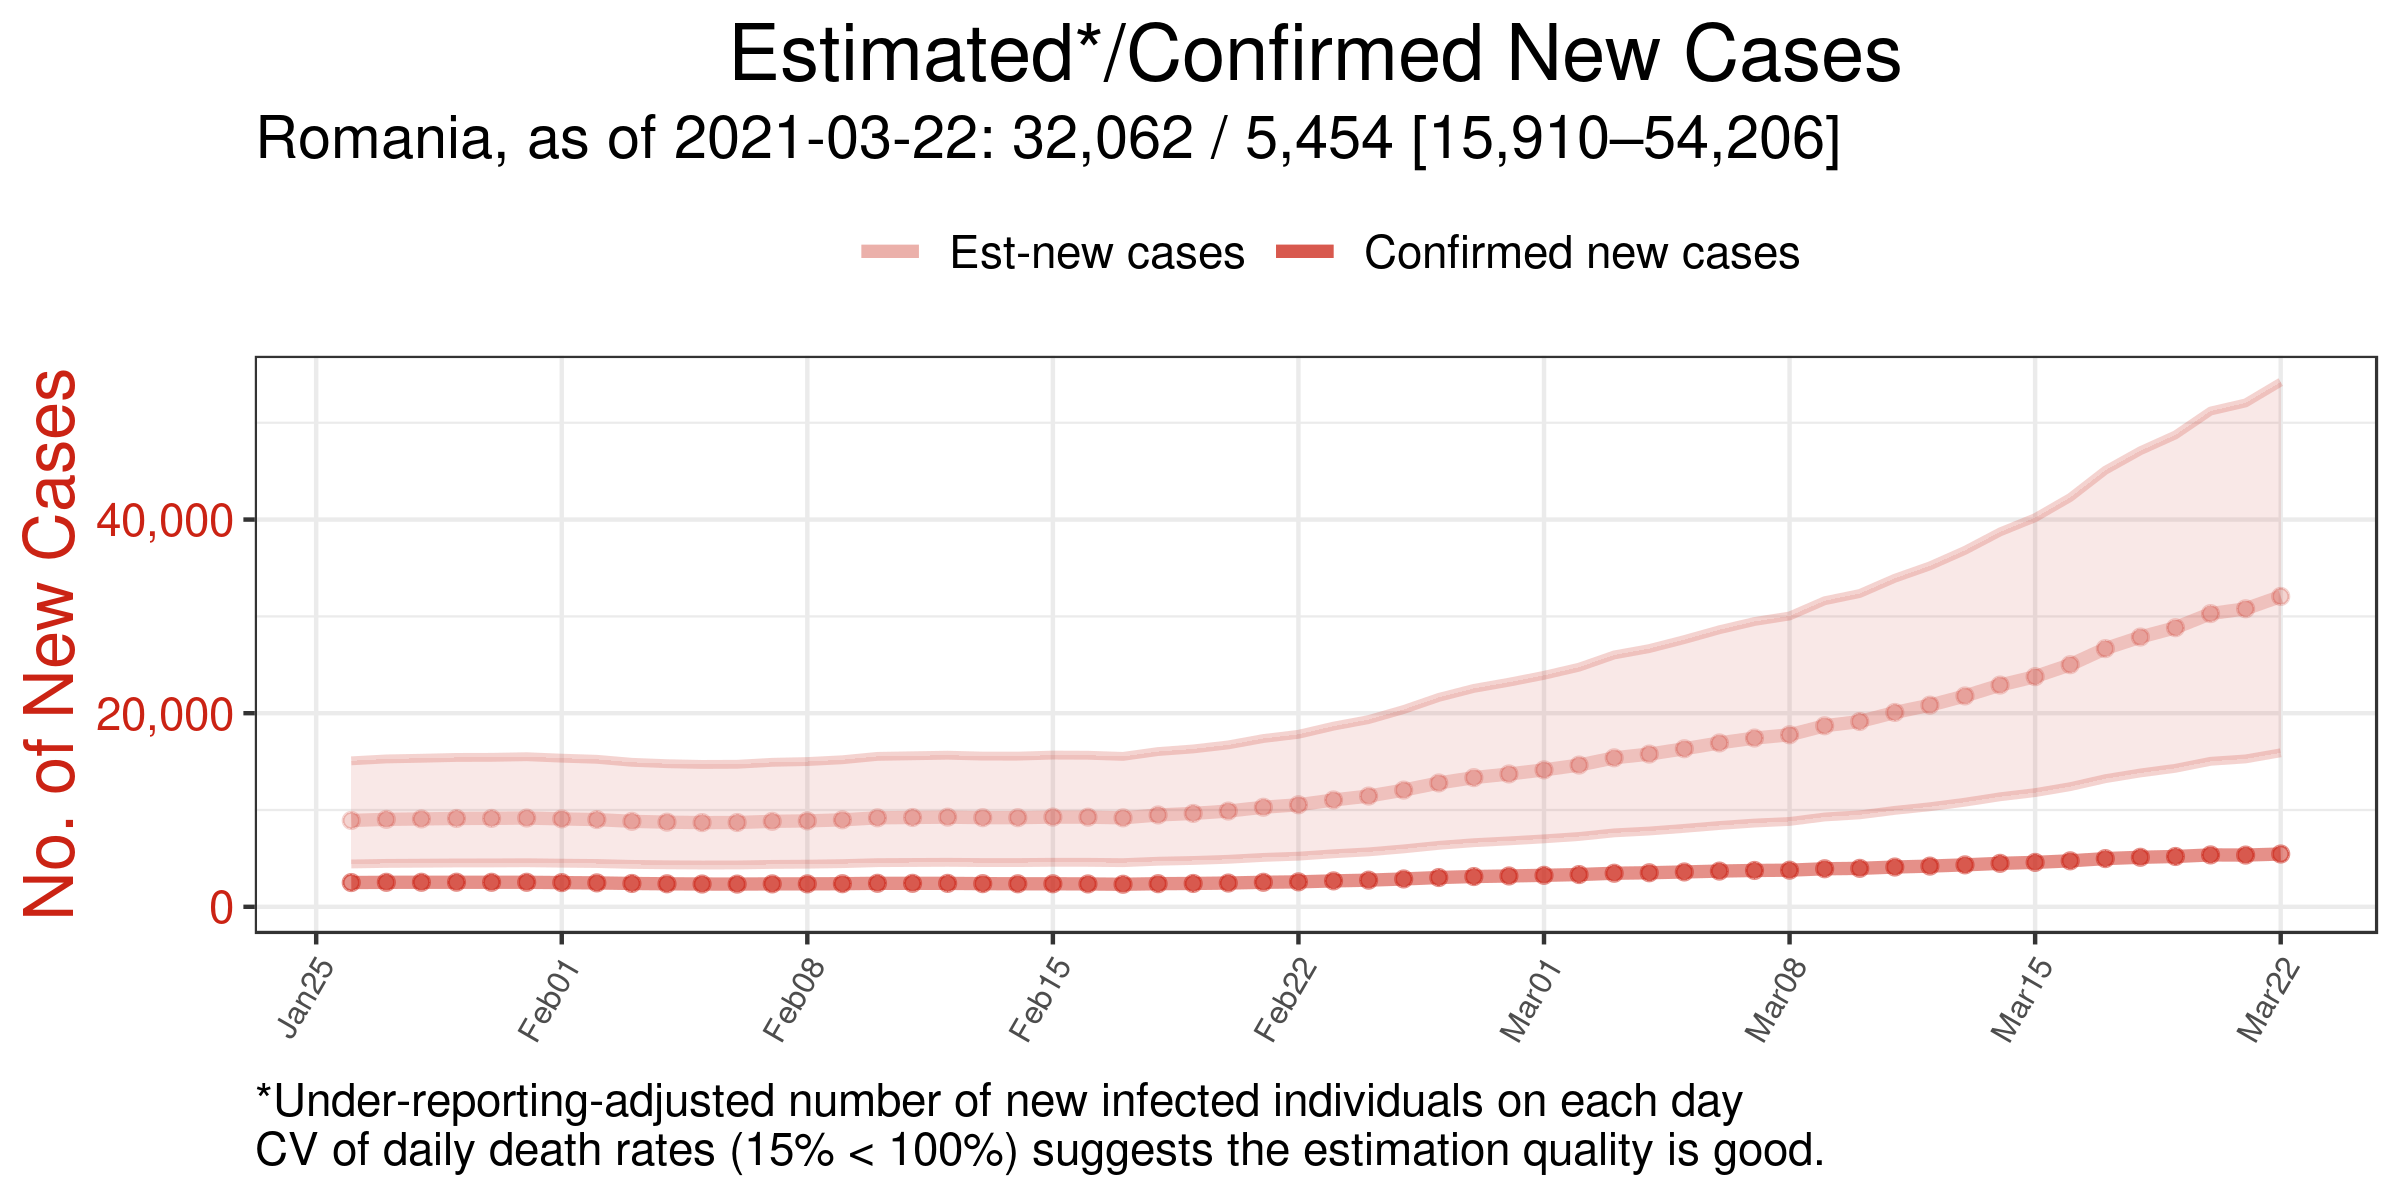 Estimated*/Confirmed New Cases
Romania, as of 2021-03-22: 32,062 / 5,454 [15,910–54,206]
Est-new cases
Confirmed new cases
No. of New Cases
40,000
20,000
0
Jan25
Feb01
Feb08
Feb15
Feb22
Mar01
Mar08
Mar15
Mar22
*Under-reporting-adjusted number of new infected individuals on each day
CV of daily death rates (15% < 100%) suggests the estimation quality is good.